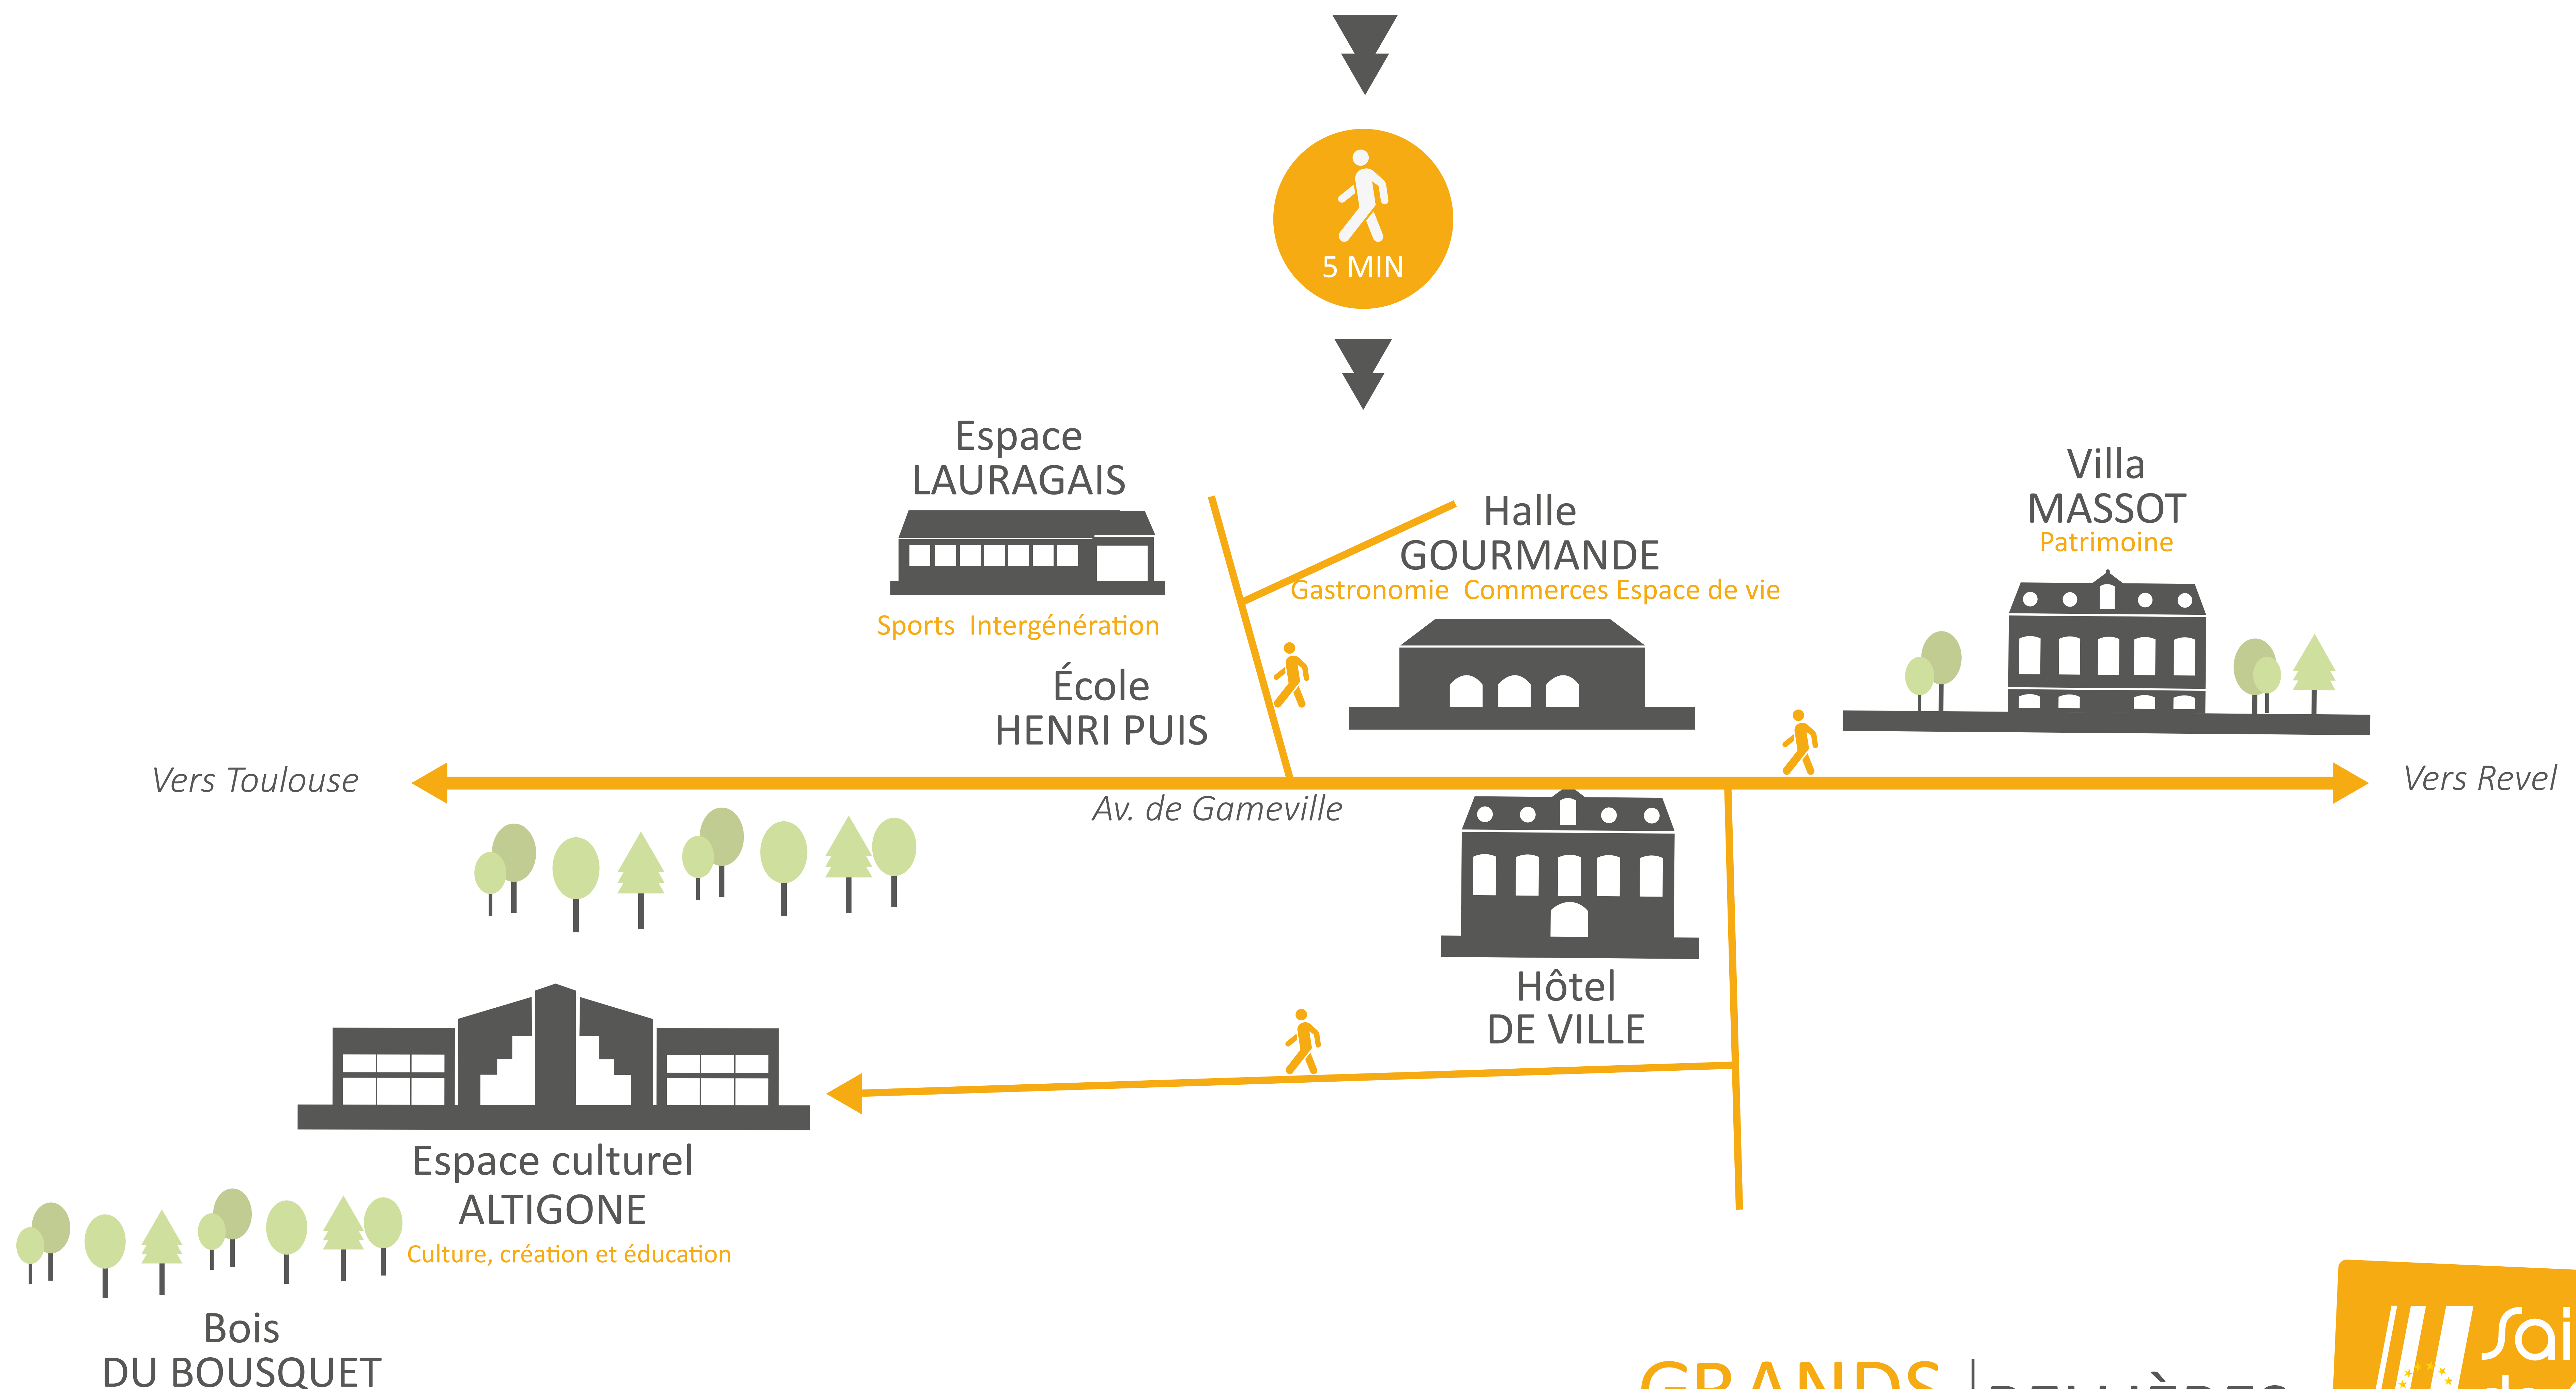 5 MIN
Espace
LAURAGAIS
Sports Intergénération
Halle
GOURMANDE
Gastronomie Commerces Espace de vie
Villa
MASSOT
Patrimoine
École
HENRI PUIS
Vers Toulouse
Av. de Gameville
Vers Revel
Hôtel
DE VILLE
Espace culturel
ALTIGONE
Culture, création et éducation
Bois
DU BOUSQUET
GRANDS
Sai